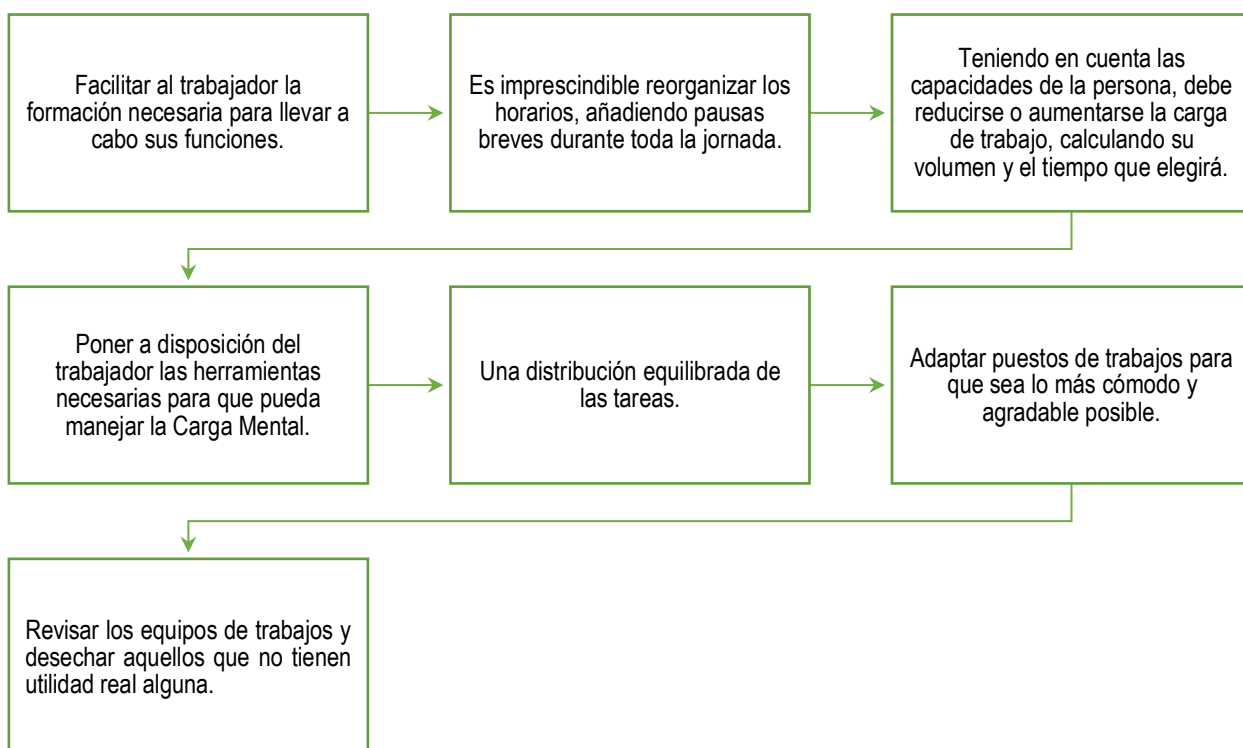 Facilitar al trabajador la
formación necesaria para llevar a
cabo sus funciones.
Es imprescindible reorganizar los
horarios, añadiendo pausas
breves durante toda la jornada.
Teniendo en cuenta las
capacidades de la persona, debe
reducirse o aumentarse la carga
de trabajo, calculando su
volumen y el tiempo que elegirá.
Poner a disposición del
trabajador las herramientas
necesarias para que pueda
manejar la Carga Mental.
Una distribución equilibrada de
las tareas.
Adaptar puestos de trabajos para
que sea lo más cómodo y
agradable posible.
Revisar los equipos de trabajos y
desechar aquellos que no tienen
utilidad real alguna.